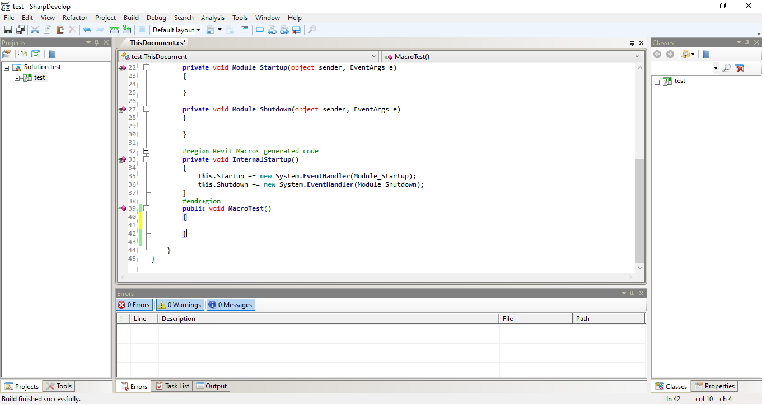 test - SharpDevelop
File Edit View Refactor Project Build Debug Search Analysis Tools Window Help
Default layout
Projects
Solution test
test
ThisDocument.cs*
test.ThisDocument
MacroTest()
22 private void Module_Startup(object sender, EventArgs e)
23 {
24
25 }
26
27 private void Module_Shutdown(object sender, EventArgs e)
28 {
29
30 }
31
32 #region Revit Macros generated code
33 private void InternalStartup()
34 {
35 this.Startup += new System.EventHandler(Module_Startup);
36 this.Shutdown += new System.EventHandler(Module_Shutdown);
37 }
38 #endregion
39 public void MacroTest()
40 {
41
42 }
43
44 }
45 }
Classes
test
Errors
0 Errors 0 Warnings 0 Messages
! Line Description File Path
Projects Tools
Errors Task List Output
Classes Properties
Build finished successfully.
ln 42 col 10 ch 4